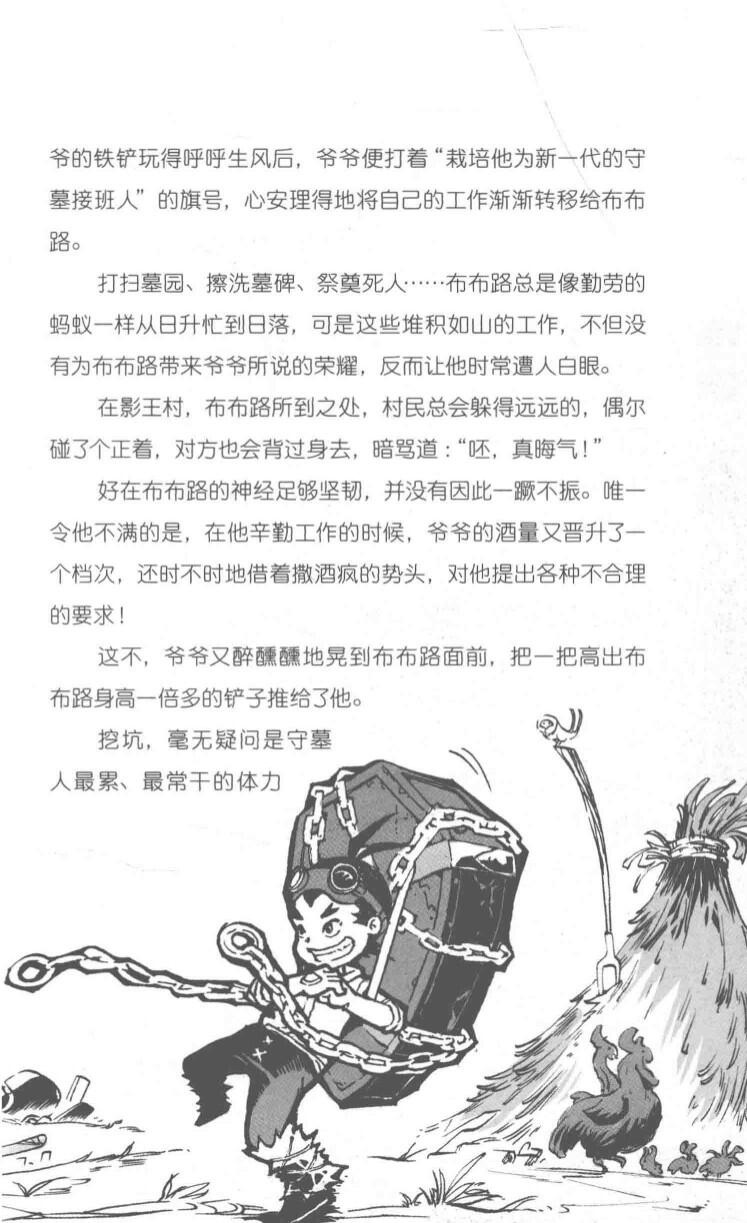 爷的铁铲玩得呼呼生风后，爷爷便打着“栽培他为新一代的守
墓接班人”的旗号，心安理得地将自己的工作渐渐转移给布布
路。
打扫墓园、擦洗墓碑、祭奠死人……布布路总是像勤劳的
蚂蚁一样从日升忙到日落，可是这些堆积如山的工作，不但没
有为布布路带来爷爷所说的荣耀，反而让他时常遭人白眼。
在影王村，布布路所到之处，村民总会躲得远远的，偶尔
碰了个正着，对方也会背过身去，暗骂道：“呸，真晦气！”
好在布布路的神经足够坚韧，并没有因此一蹶不振。唯一
令他不满的是，在他辛勤工作的时候，爷爷的酒量又晋升了一
个档次，还时不时地借着撒酒疯的势头，对他提出各种不合理
的要求！
这不，爷爷又醉醺醺地晃到布布路面前，把一把高出布
布路身高一倍多的铲子推给了他。
挖坑，毫无疑问是守墓
人最累、最常干的体力